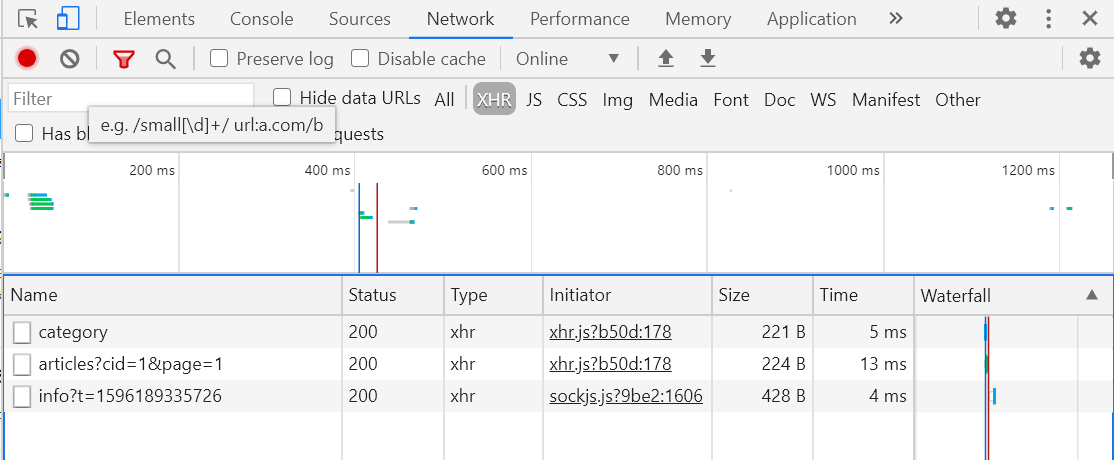 Elements Console Sources Network Performance Memory Application »
Preserve log Disable cache Online
Filter Hide data URLs All XHR JS CSS Img Media Font Doc WS Manifest Other
e.g. /small[\d]+/ url:a.com/b
Has bl quests
200 ms 400 ms 600 ms 800 ms 1000 ms 1200 ms
Name Status Type Initiator Size Time Waterfall
category 200 xhr xhr.js?b50d:178 221 B 5 ms
articles?cid=1&page=1 200 xhr xhr.js?b50d:178 224 B 13 ms
info?t=1596189335726 200 xhr sockjs.js?9be2:1606 428 B 4 ms